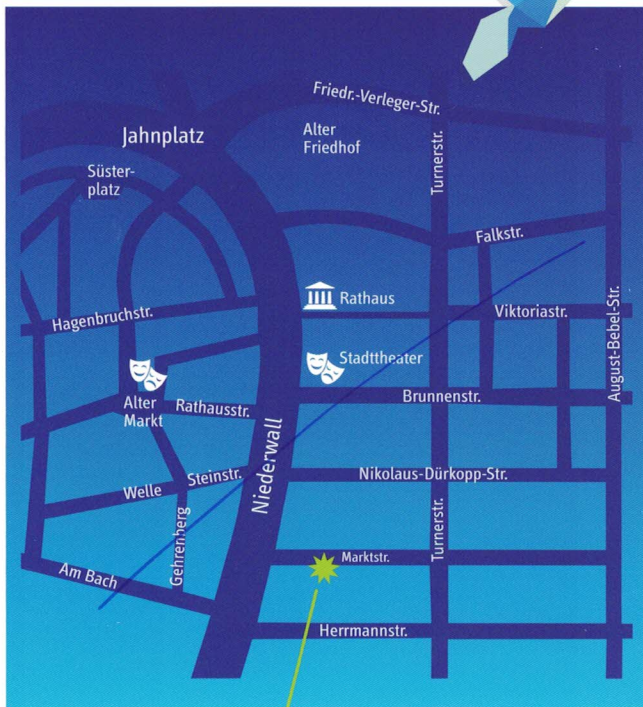 Friedr.-Verleger-Str.
Jahnplatz
Alter
Friedhof
Turnerstr.
Süster-
platz
Falkstr.
Rathaus
Hagenbruchstr.
Viktoriastr.
August-Bebel-Str.
Stadttheater
Alter
Markt
Rathausstr.
Brunnenstr.
Niederwall
Welle
Steinstr.
Nikolaus-Dürkopp-Str.
Gehrenberg
Turnerstr.
Marktstr.
Am Bach
Herrmannstr.